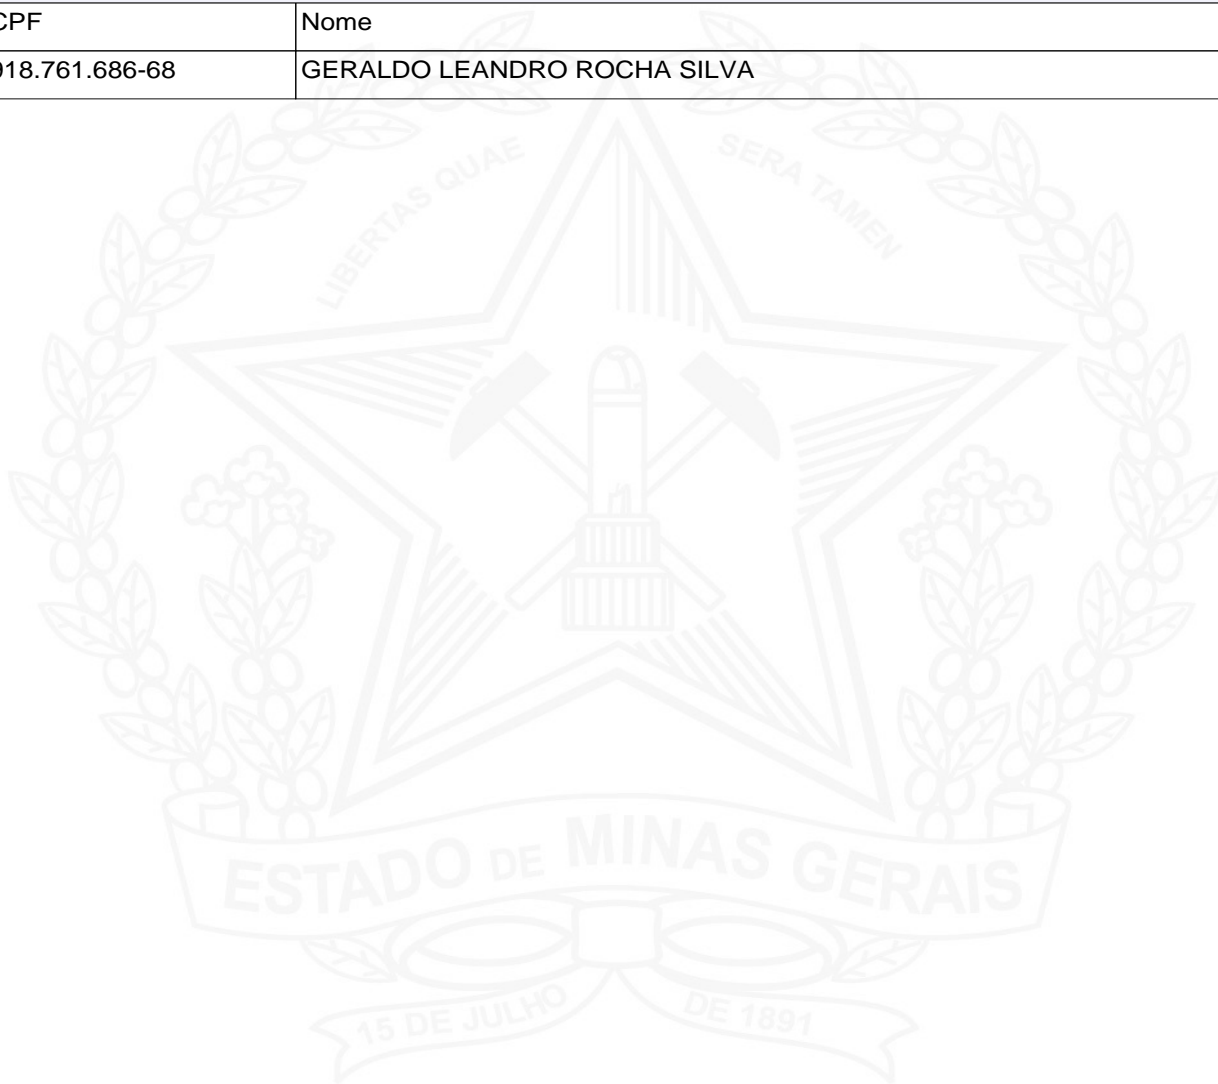 CPF Nome
918.761.686-68 GERALDO LEANDRO ROCHA SILVA
LIBERTAS QUAE SERA TAMEN
ESTADO DE MINAS GERAIS
15 DE JULHO DE 1891